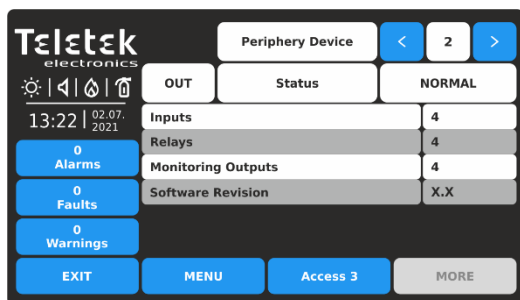 Teletek
electronics
Periphery Device
<
2
>
OUT
Status
NORMAL
13:22
02.07.
2021
Inputs 4
Relays 4
Monitoring Outputs 4
Software Revision X.X
0
Alarms
0
Faults
0
Warnings
EXIT
MENU
Access 3
MORE